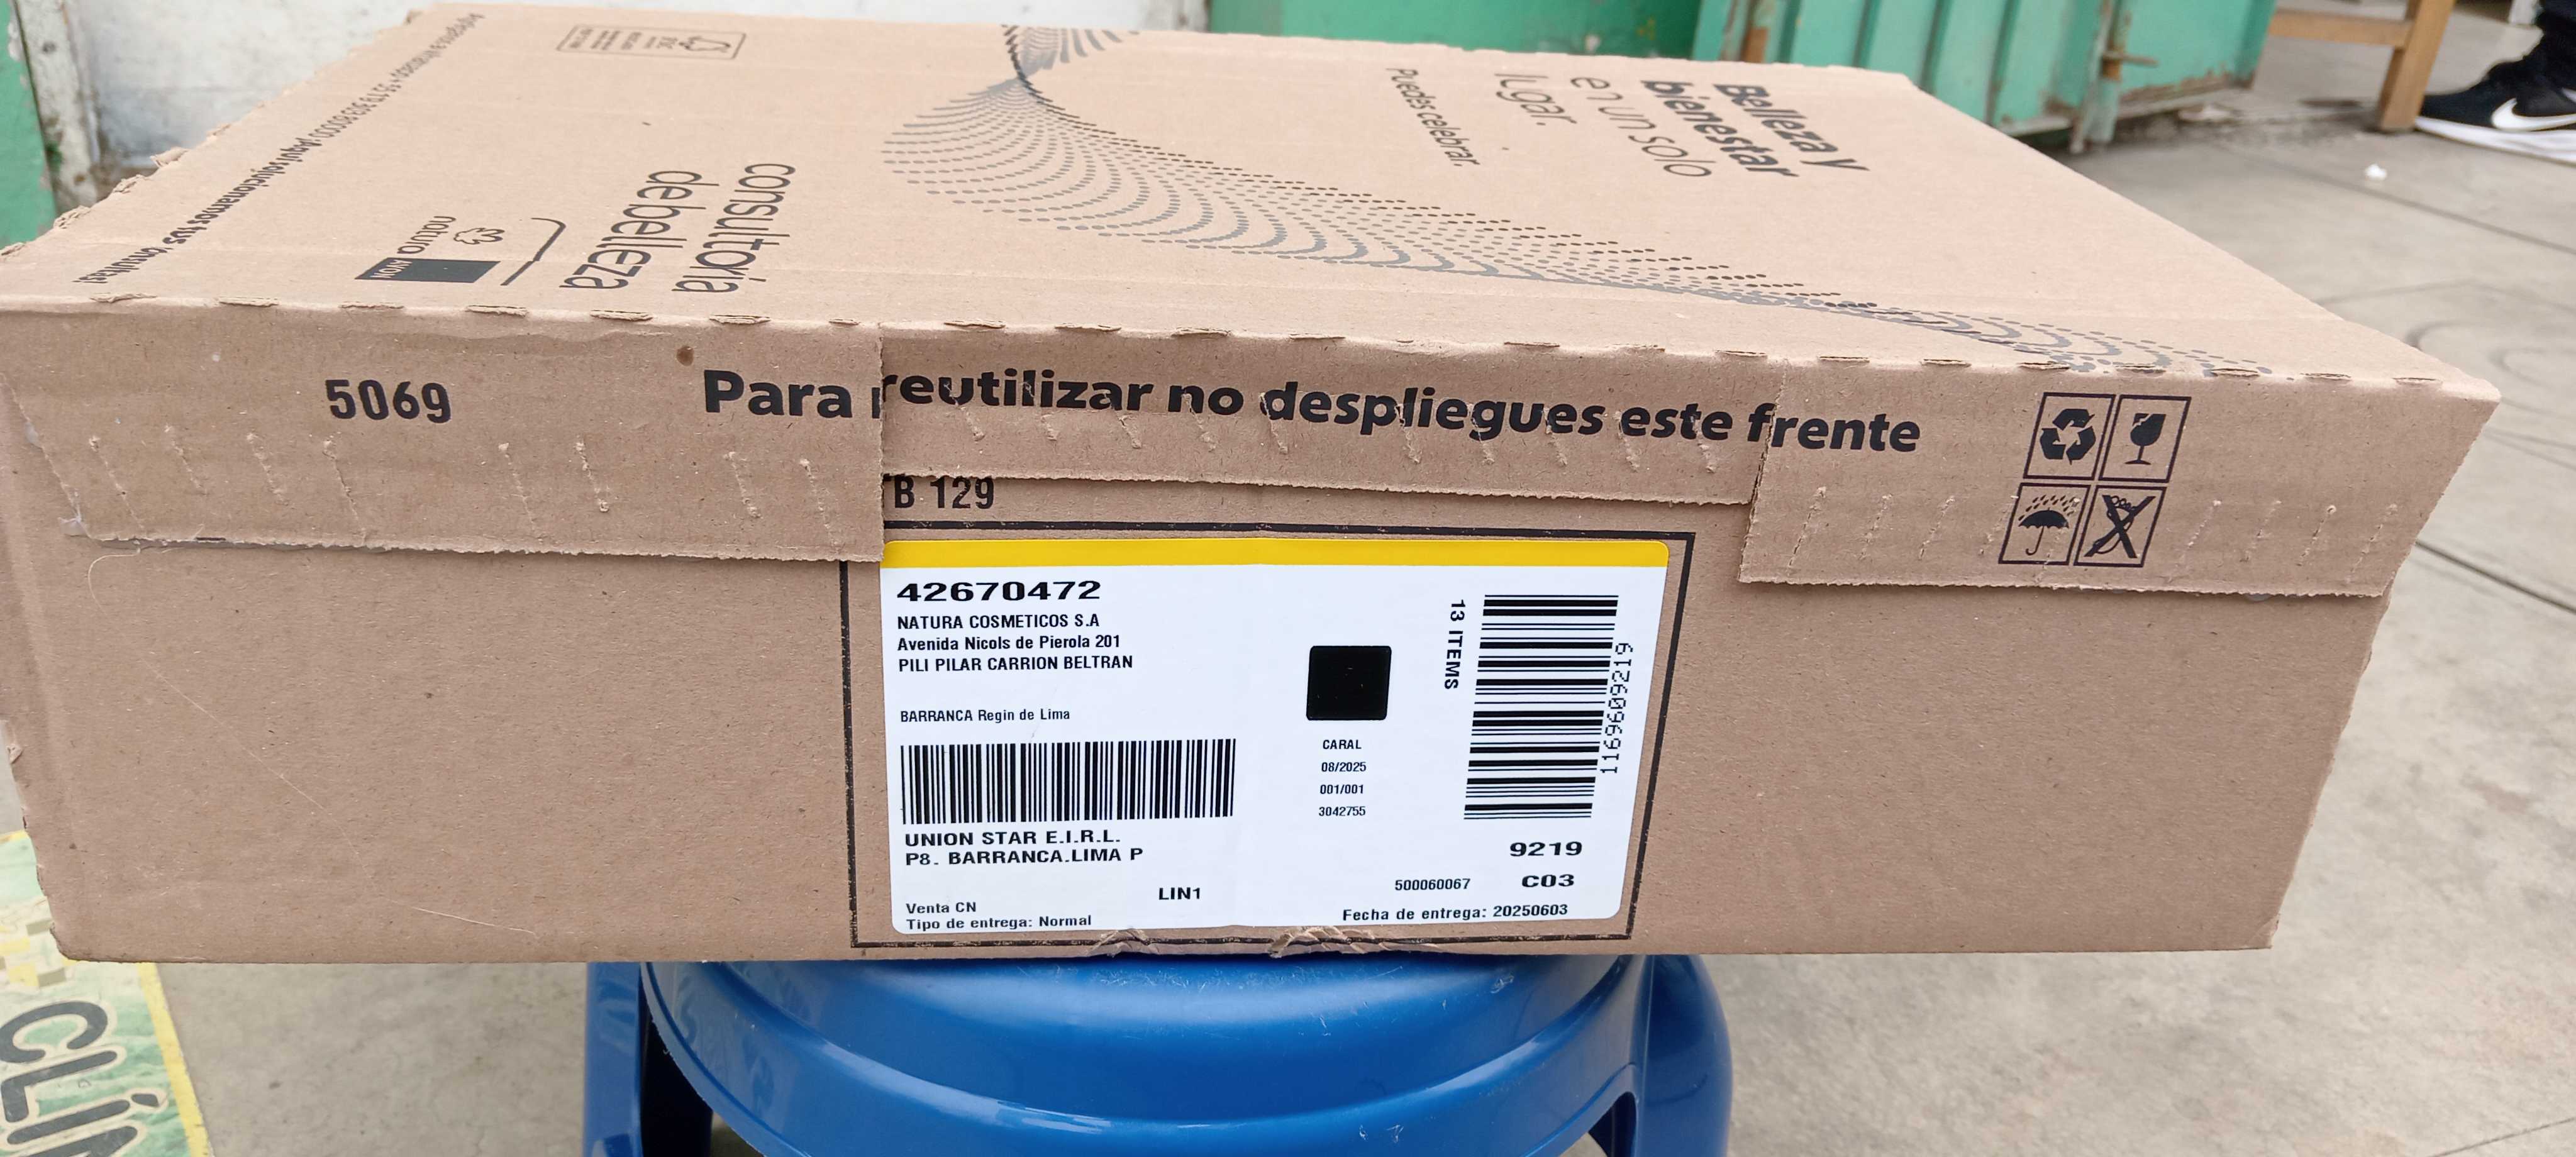 Belleza y
bienestar
en un solo
lugar.
Puedes celebrar.
consultoría
de belleza
natura
AVON
5069
Para reutilizar no despliegues este frente
B 129
42670472
NATURA COSMETICOS S.A
Avenida Nicols de Pierola 201
PILI PILAR CARRION BELTRAN
BARRANCA Regin de Lima
13 ITEMS
1169609219
CARAL
08/2025
001/001
3042755
UNION STAR E.I.R.L.
P8. BARRANCA.LIMA P
9219
LIN1
500060067
C03
Venta CN
Tipo de entrega: Normal
Fecha de entrega: 20250603